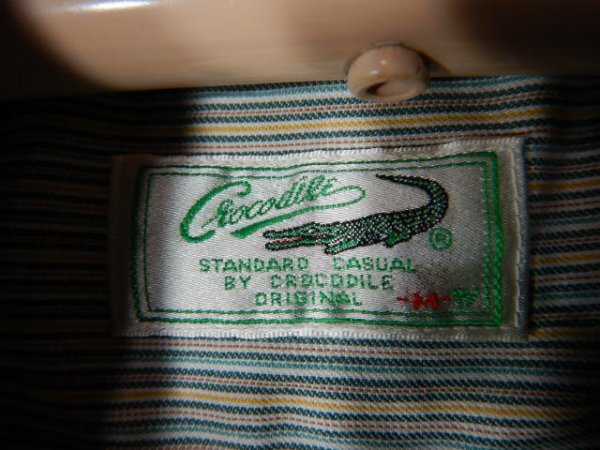 Crocodile
®
STANDARD CASUAL
BY CROCODILE
ORIGINAL -M-